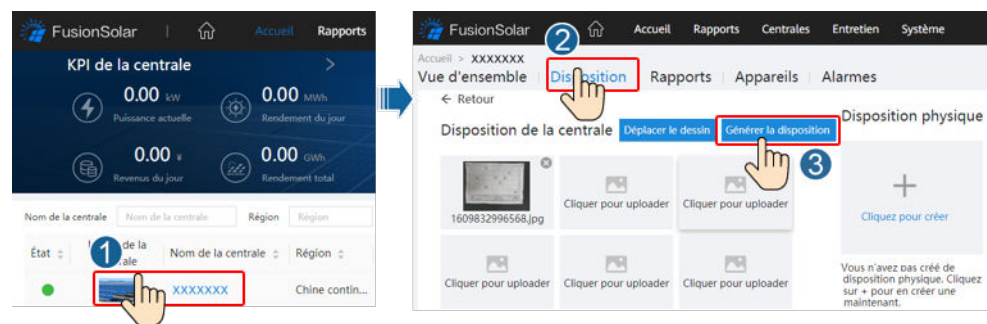 FusionSolar
Accueil
Rapports
KPI de la centrale
0.00 kW
Puissance actuelle
0.00 MWh
Rendement du jour
0.00 ¥
Revenus du jour
0.00 GWh
Rendement total
Nom de la centrale
Nom de la centrale
Région
Région
État
de la
ale
Nom de la centrale
Région
1
XXXXXXX
Chine contin...
FusionSolar
Accueil
Rapports
Centrales
Entretien
Système
2
Accueil > XXXXXXX
Vue d'ensemble
Disposition
Rapports
Appareils
Alarmes
← Retour
Disposition de la centrale
Déplacer le dessin
Générer la disposition
Disposition physique
3
1609832996568.jpg
Cliquer pour uploader
Cliquer pour uploader
Cliquez pour créer
Cliquer pour uploader
Cliquer pour uploader
Cliquer pour uploader
Vous n'avez pas créé de
disposition physique. Cliquez
sur + pour en créer une
maintenant.